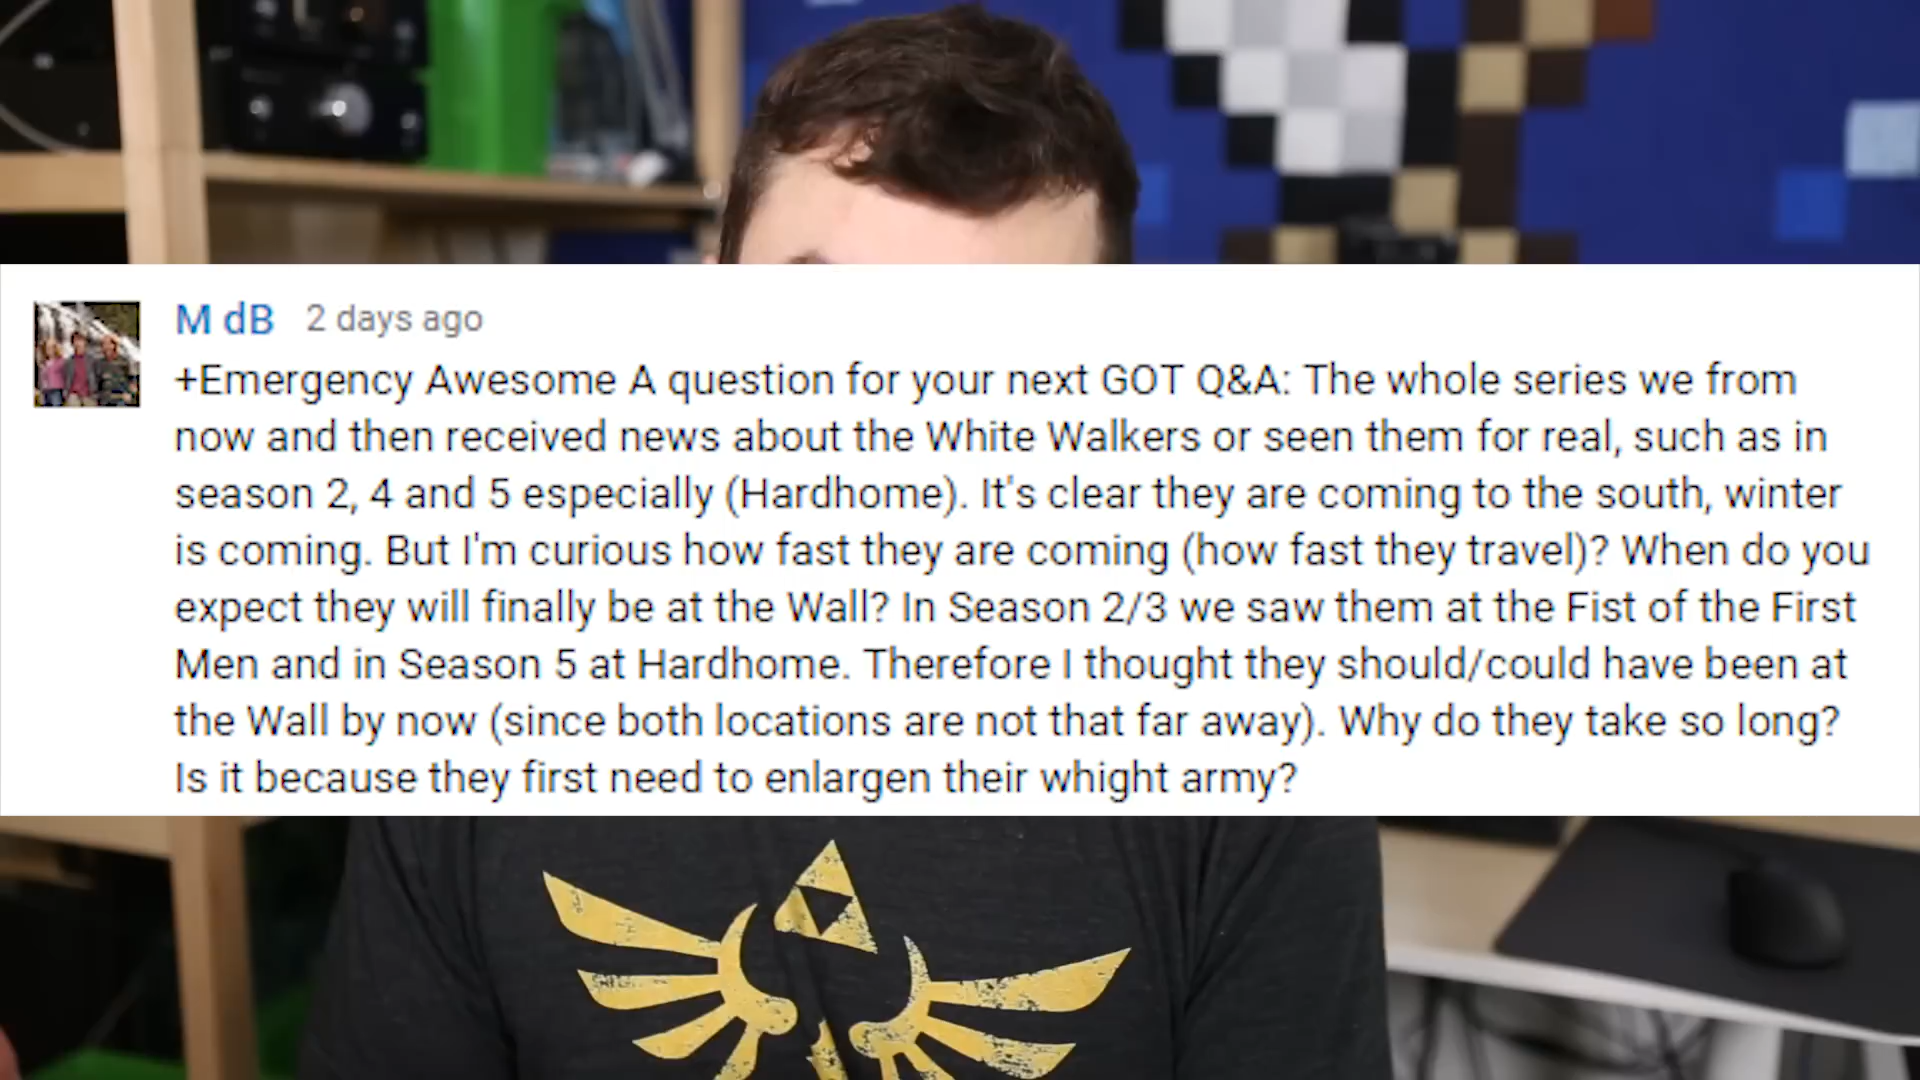 M dB 2 days ago
+Emergency Awesome A question for your next GOT Q&A: The whole series we from
now and then received news about the White Walkers or seen them for real, such as in
season 2, 4 and 5 especially (Hardhome). It's clear they are coming to the south, winter
is coming. But I'm curious how fast they are coming (how fast they travel)? When do you
expect they will finally be at the Wall? In Season 2/3 we saw them at the Fist of the First
Men and in Season 5 at Hardhome. Therefore I thought they should/could have been at
the Wall by now (since both locations are not that far away). Why do they take so long?
Is it because they first need to enlargen their whight army?